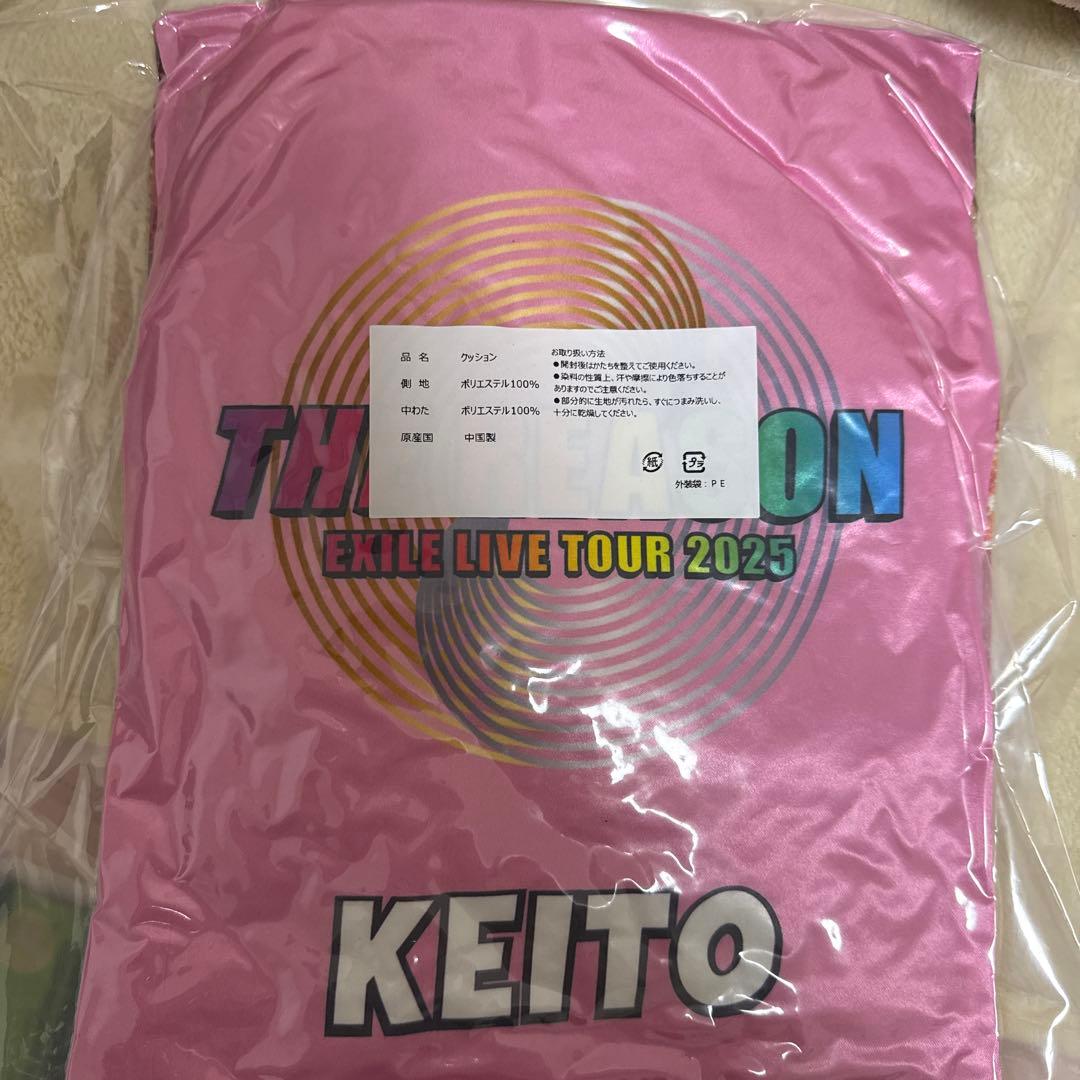 品名 クッション
側地 ポリエステル100%
中わた ポリエステル100%
原産国 中国製
お取り扱い方法
●開封後はかたちを整えてご使用ください。
●染料の性質上、汗や摩擦により色落ちすることが
ありますのでご注意ください。
●部分的に生地が汚れたら、すぐにつまみ洗いし、
十分に乾燥してください。
紙 プラ
外装袋：PE
THE REASON
EXILE LIVE TOUR 2025
KEITO